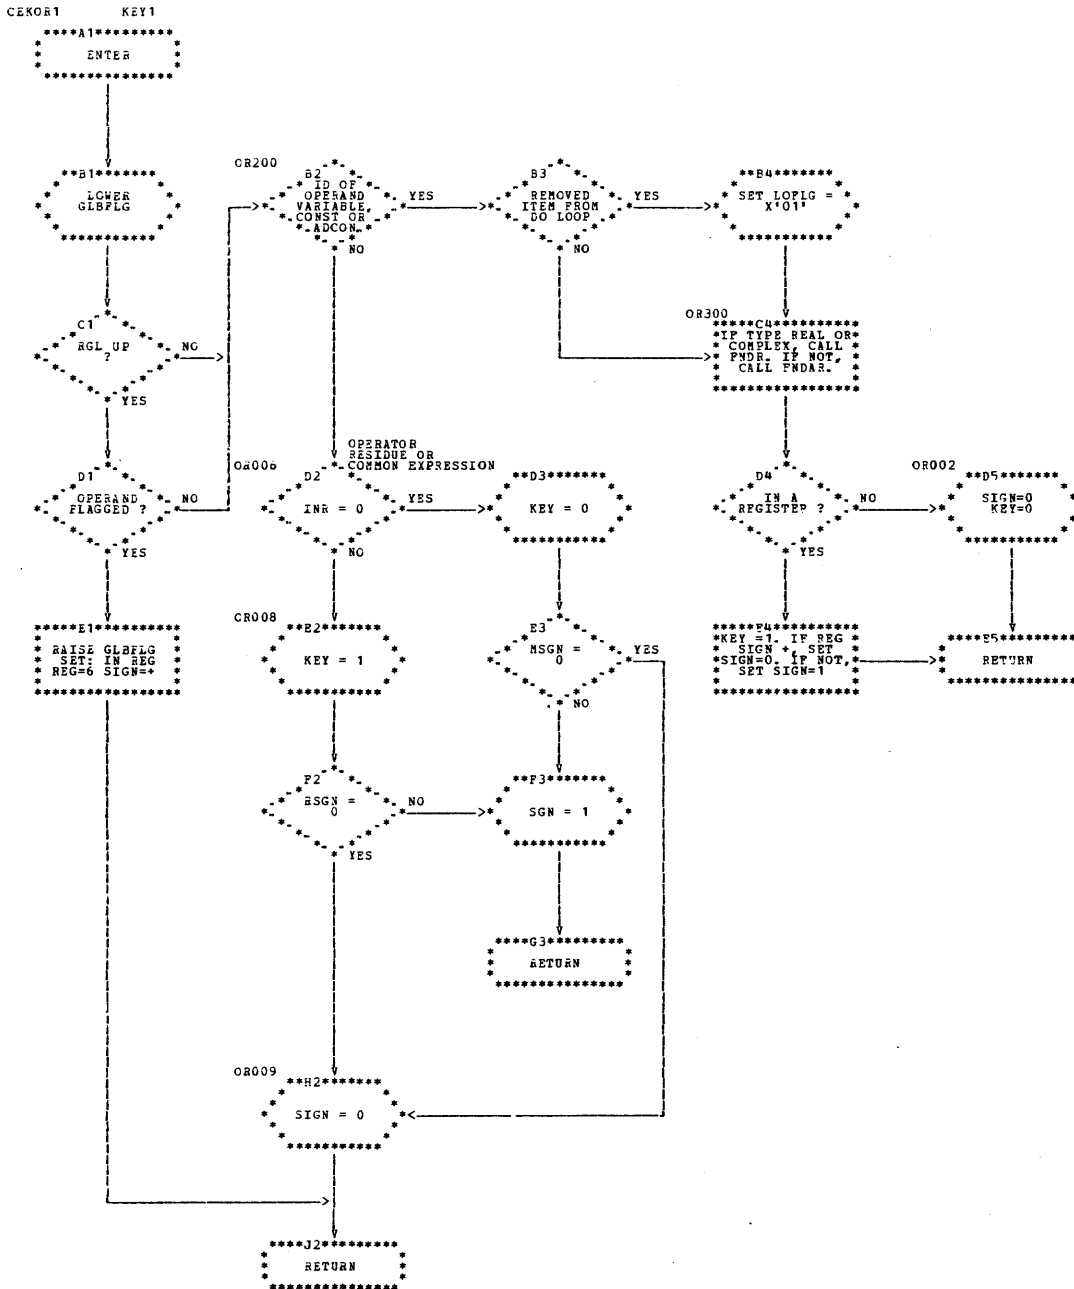 CEKOR1 KEY1
A1
ENTER
B1
LOWER
GLBFLG
C1
RGL UP
?
NO
YES
D1
OPERAND
FLAGGED ?
NO
YES
E1
RAISE GLBFLG
SET: IN REG
REG=6 SIGN=+
OR200
B2
ID OF
OPERAND
VARIABLE,
CONST OR
ADCON
YES
NO
B3
REMOVED
ITEM FROM
DO LOOP
YES
NO
B4
SET LOFLG =
X'01'
OR300
C4
IF TYPE REAL OR
COMPLEX, CALL
FNDR. IF NOT,
CALL FNDAR.
OPERATOR
RESIDUE OR
COMMON EXPRESSION
OR006
D2
INR = 0
YES
NO
D3
KEY = 0
D4
IN A
REGISTER ?
NO
YES
OR002
D5
SIGN=0
KEY=0
OR008
E2
KEY = 1
E3
MSGN =
0
YES
NO
E4
KEY =1. IF REG
SIGN +, SET
SIGN=0. IF NOT,
SET SIGN=1
E5
RETURN
F2
RSGN =
0
NO
YES
F3
SGN = 1
G3
RETURN
OR009
H2
SIGN = 0
J2
RETURN